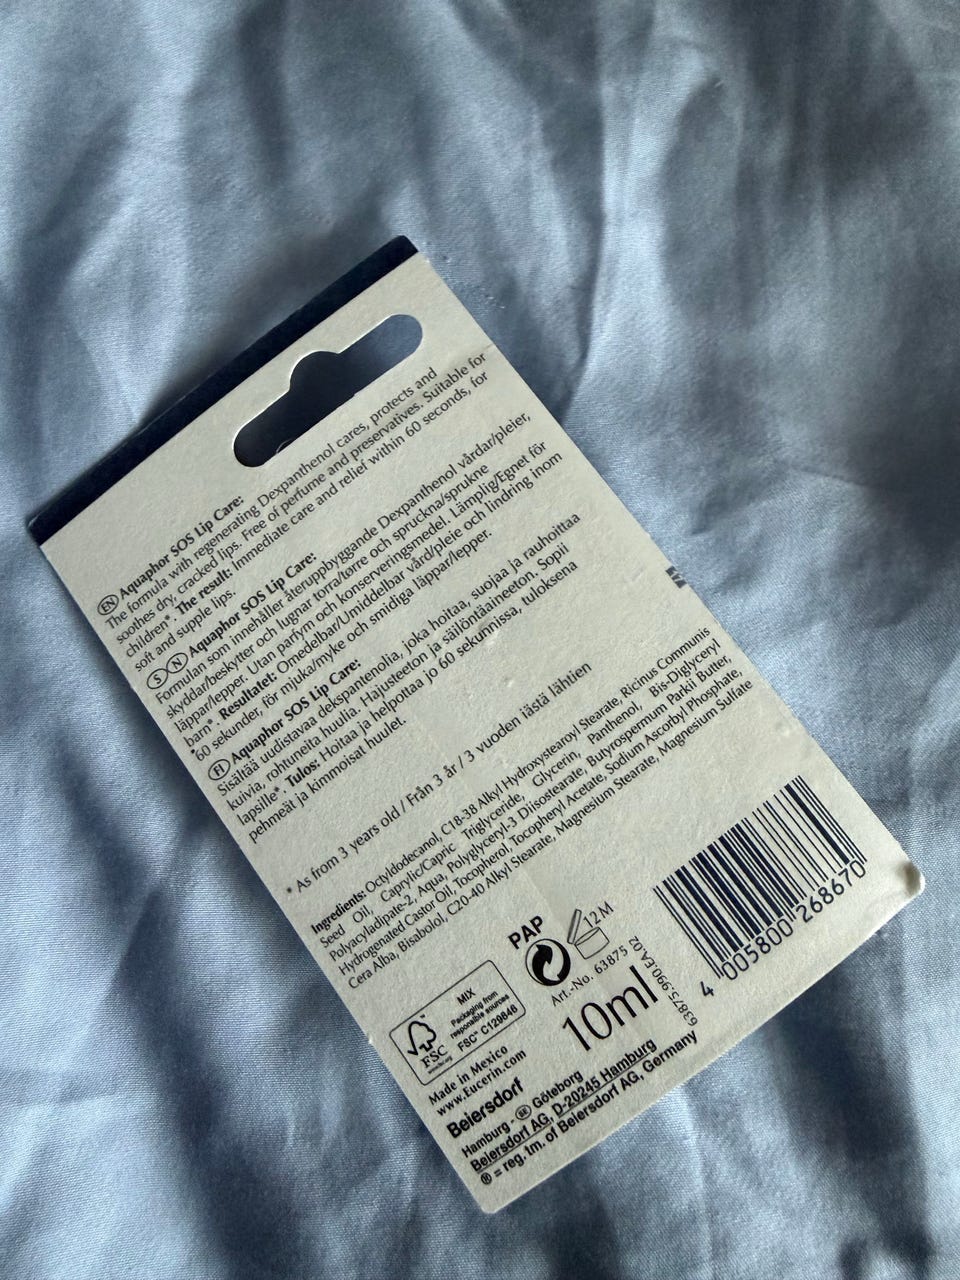 EN Aquaphor SOS Lip Care:
The formula with regenerating Dexpanthenol cares, protects and
soothes dry, cracked lips. Free of perfume and preservatives. Suitable for
children*. The result: Immediate care and relief within 60 seconds, for
soft and supple lips.
S N Aquaphor SOS Lip Care:
Formulan som innehåller återuppbyggande Dexpanthenol vårdar/pleier,
skyddar/beskytter och lugnar torra/tørre och spruckna/sprukne
läppar/lepper. Utan parfym och konserveringsmedel. Lämplig/Egnet för
barn*. Resultatet: Omedelbar/Umiddelbar vård/pleie och lindring inom
60 sekunder, för mjuka/myke och smidiga läppar/lepper.
FI Aquaphor SOS Lip Care:
Sisältää uudistavaa dekspantenolia, joka hoitaa, suojaa ja rauhoittaa
kuivia, rohtuneita huulia. Hajusteeton ja säilöntäaineeton. Sopii
lapsille*. Tulos: Hoitaa ja helpottaa jo 60 sekunnissa, tuloksena
pehmeät ja kimmoisat huulet.
* As from 3 years old / Från 3 år / 3 vuoden iästä lähtien
Ingredients: Octyldodecanol, C18-38 Alkyl Hydroxystearoyl Stearate, Ricinus Communis
Seed Oil, Caprylic/Capric Triglyceride, Glycerin, Panthenol, Bis-Diglyceryl
Polyacyladipate-2, Aqua, Polyglyceryl-3 Diisostearate, Butyrospermum Parkii Butter,
Hydrogenated Castor Oil, Tocopherol, Tocopheryl Acetate, Sodium Ascorbyl Phosphate,
Cera Alba, Bisabolol, C20-40 Alkyl Stearate, Magnesium Stearate, Magnesium Sulfate
PAP
12M
Art.-No. 63875
10ml
63875.990.EA.02
4 005800 268670
FSC
www.fsc.org
MIX
Packaging from
responsible sources
FSC™ C129846
Made in Mexico
www.Eucerin.com
Beiersdorf
Hamburg - SE Göteborg
Beiersdorf AG, D-20245 Hamburg
® = reg. tm. of Beiersdorf AG, Germany